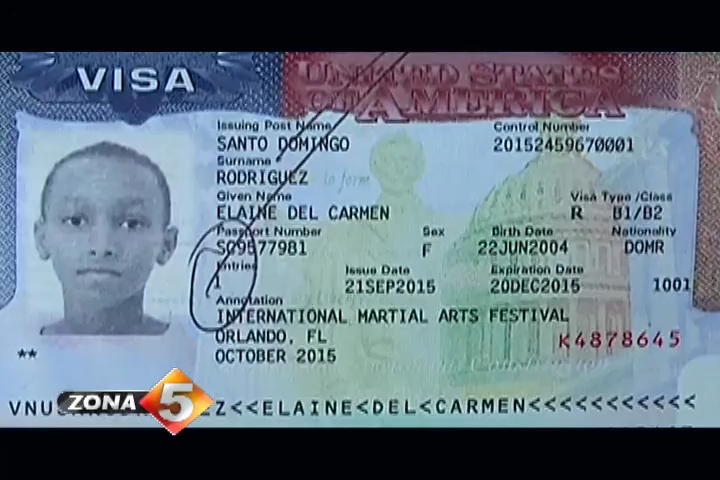 VISA
UNITED STATES
OF AMERICA
Issuing Post Name
SANTO DOMINGO
Control Number
20152459670001
Surname
RODRIGUEZ
Given Name
ELAINE DEL CARMEN
Visa Type /Class
R B1/B2
Passport Number
SC9577981
Sex
F
Birth Date
22JUN2004
Nationality
DOMR
Entries
1
Issue Date
21SEP2015
Expiration Date
20DEC2015
1001
Annotation
INTERNATIONAL MARTIAL ARTS FESTIVAL
ORLANDO, FL
OCTOBER 2015
K4878645
**
ZONA 5
EZ<<ELAINE<DEL<CARMEN<<<<<<<<<<<